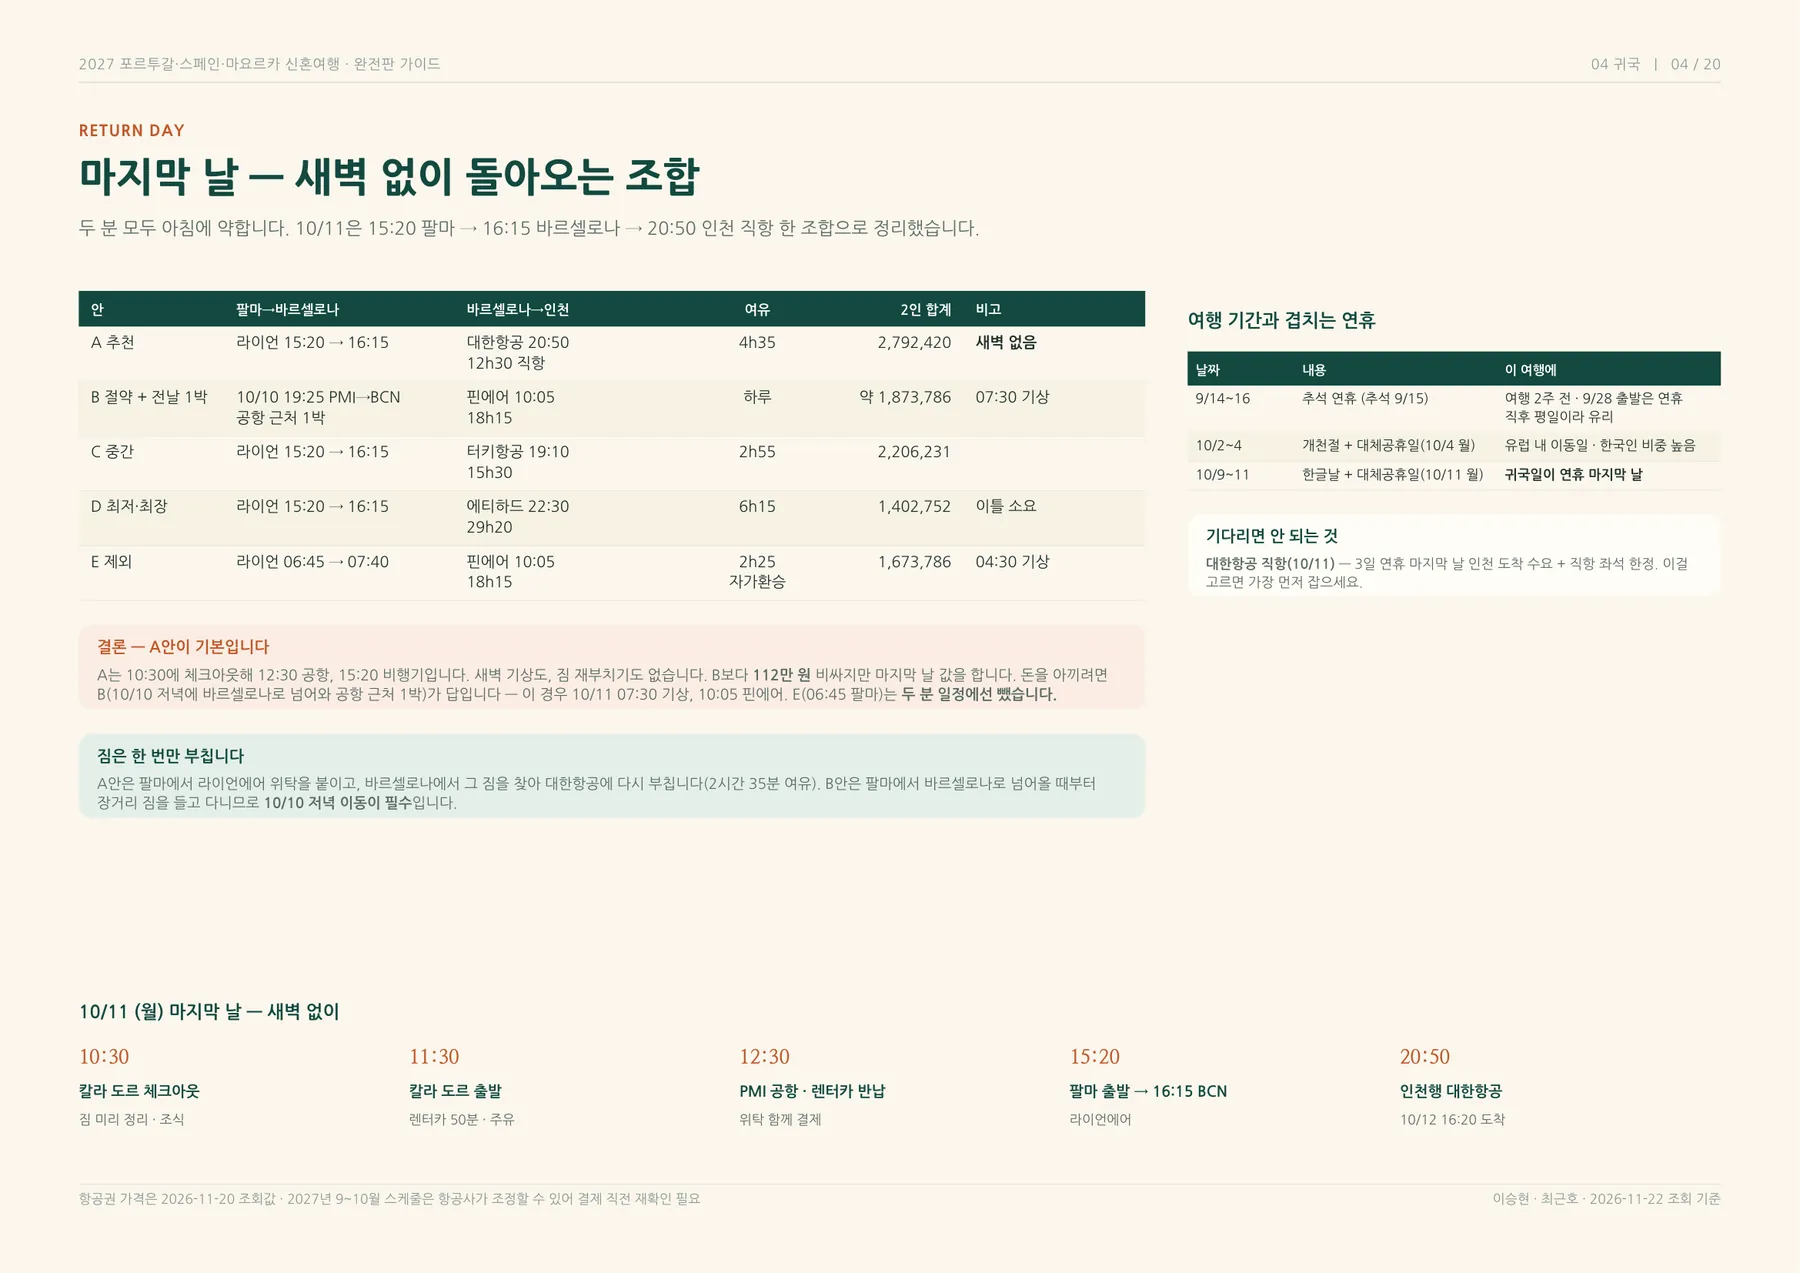 2027 포르투갈·스페인·마요르카 신혼여행 · 완전판 가이드
04 귀국 | 04 / 20
RETURN DAY
마지막 날 — 새벽 없이 돌아오는 조합
두 분 모두 아침에 약합니다. 10/11은 15:20 팔마 → 16:15 바르셀로나 → 20:50 인천 직항 한 조합으로 정리했습니다.
안 팔마→바르셀로나 바르셀로나→인천 여유 2인 합계 비고
A 추천 라이언 15:20 → 16:15 대한항공 20:50 4h35 2,792,420 새벽 없음
12h30 직항
B 절약 + 전날 1박 10/10 19:25 PMI→BCN 핀에어 10:05 하루 약 1,873,786 07:30 기상
공항 근처 1박 18h15
C 중간 라이언 15:20 → 16:15 터키항공 19:10 2h55 2,206,231
15h30
D 최저·최장 라이언 15:20 → 16:15 에티하드 22:30 6h15 1,402,752 이틀 소요
29h20
E 제외 라이언 06:45 → 07:40 핀에어 10:05 2h25 1,673,786 04:30 기상
18h15 자가환승
결론 — A안이 기본입니다
A는 10:30에 체크아웃해 12:30 공항, 15:20 비행기입니다. 새벽 기상도, 짐 재부치기도 없습니다. B보다 112만 원 비싸지만 마지막 날 값을 합니다. 돈을 아끼려면
B(10/10 저녁에 바르셀로나로 넘어와 공항 근처 1박)가 답입니다 — 이 경우 10/11 07:30 기상, 10:05 핀에어. E(06:45 팔마)는 두 분 일정에선 뺐습니다.
짐은 한 번만 부칩니다
A안은 팔마에서 라이언에어 위탁을 붙이고, 바르셀로나에서 그 짐을 찾아 대한항공에 다시 부칩니다(2시간 35분 여유). B안은 팔마에서 바르셀로나로 넘어올 때부터
장거리 짐을 들고 다니므로 10/10 저녁 이동이 필수입니다.
여행 기간과 겹치는 연휴
날짜 내용 이 여행에
9/14~16 추석 연휴 (추석 9/15) 여행 2주 전 · 9/28 출발은 연휴
직후 평일이라 유리
10/2~4 개천절 + 대체공휴일(10/4 월) 유럽 내 이동일 · 한국인 비중 높음
10/9~11 한글날 + 대체공휴일(10/11 월) 귀국일이 연휴 마지막 날
기다리면 안 되는 것
대한항공 직항(10/11) — 3일 연휴 마지막 날 인천 도착 수요 + 직항 좌석 한정. 이걸
고르면 가장 먼저 잡으세요.
10/11 (월) 마지막 날 — 새벽 없이
10:30 11:30 12:30 15:20 20:50
칼라 도르 체크아웃 칼라 도르 출발 PMI 공항 · 렌터카 반납 팔마 출발 → 16:15 BCN 인천행 대한항공
짐 미리 정리 · 조식 렌터카 50분 · 주유 위탁 함께 결제 라이언에어 10/12 16:20 도착
항공권 가격은 2026-11-20 조회값 · 2027년 9~10월 스케줄은 항공사가 조정할 수 있어 결제 직전 재확인 필요
이승현 · 최근호 · 2026-11-22 조회 기준